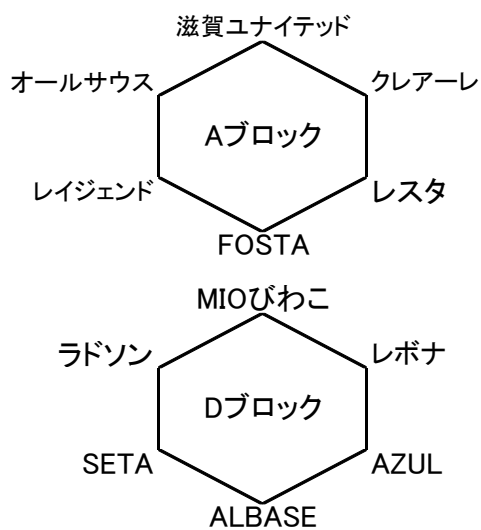 滋賀ユナイテッド
オールサウス
クレアーレ
Aブロック
レイジェンド
レスタ
FOSTA
MIOびわこ
ラドソン
レボナ
Dブロック
SETA
AZUL
ALBASE